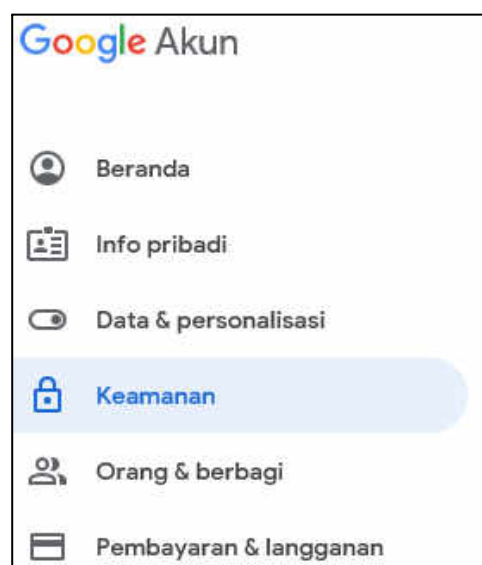 Google Akun
Beranda
Info pribadi
Data & personalisasi
Keamanan
Orang & berbagi
Pembayaran & langganan